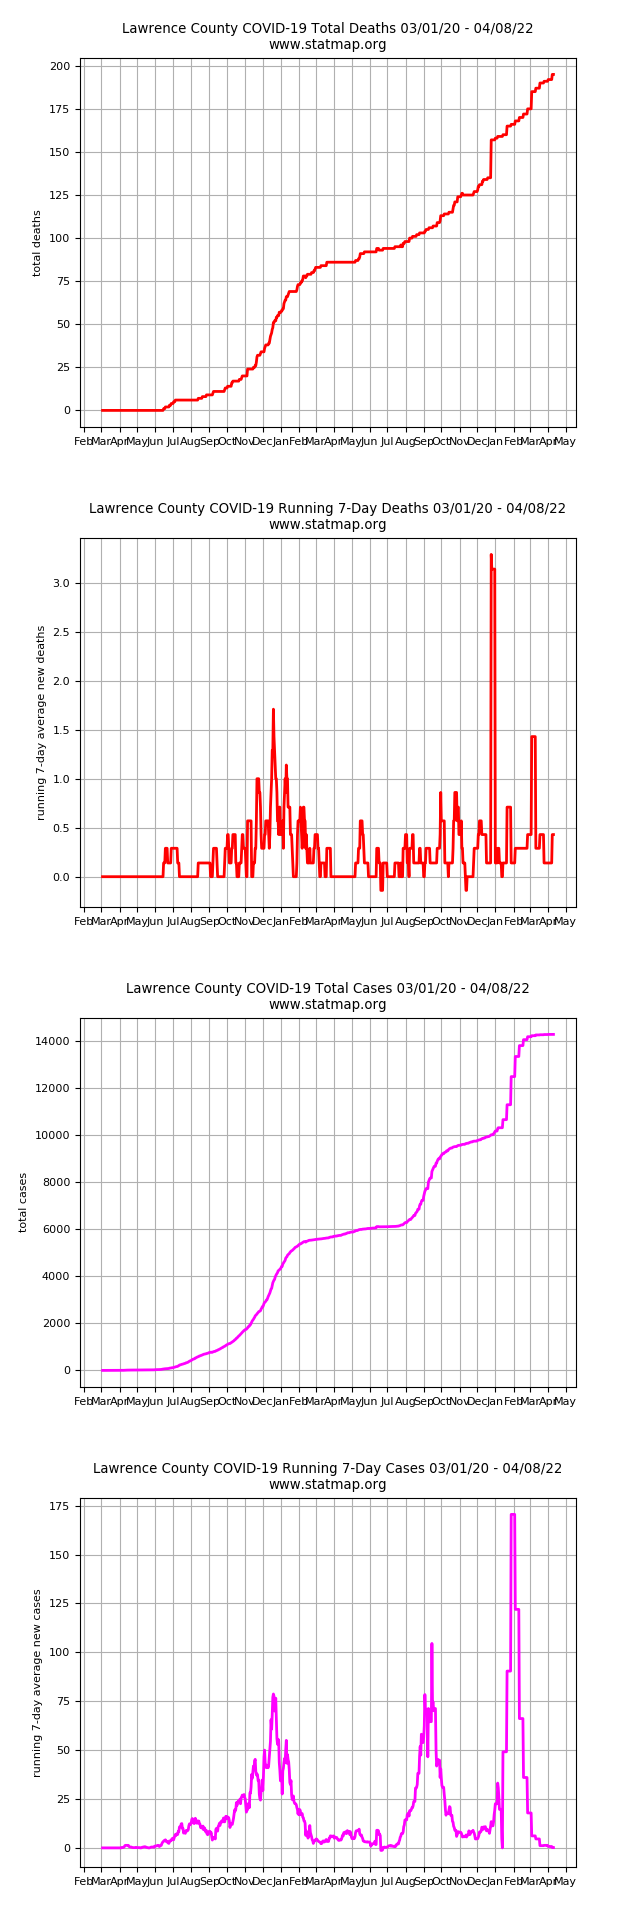 Lawrence County COVID-19 Total Deaths 03/01/20 - 04/08/22
www.statmap.org
200
175
150
125
100
75
50
25
0
total deaths
Feb Mar Apr May Jun Jul Aug Sep Oct Nov Dec Jan Feb Mar Apr May Jun Jul Aug Sep Oct Nov Dec Jan Feb Mar Apr May
Lawrence County COVID-19 Running 7-Day Deaths 03/01/20 - 04/08/22
www.statmap.org
3.0
2.5
2.0
1.5
1.0
0.5
0.0
running 7-day average new deaths
Feb Mar Apr May Jun Jul Aug Sep Oct Nov Dec Jan Feb Mar Apr May Jun Jul Aug Sep Oct Nov Dec Jan Feb Mar Apr May
Lawrence County COVID-19 Total Cases 03/01/20 - 04/08/22
www.statmap.org
14000
12000
10000
8000
6000
4000
2000
0
total cases
Feb Mar Apr May Jun Jul Aug Sep Oct Nov Dec Jan Feb Mar Apr May Jun Jul Aug Sep Oct Nov Dec Jan Feb Mar Apr May
Lawrence County COVID-19 Running 7-Day Cases 03/01/20 - 04/08/22
www.statmap.org
175
150
125
100
75
50
25
0
running 7-day average new cases
Feb Mar Apr May Jun Jul Aug Sep Oct Nov Dec Jan Feb Mar Apr May Jun Jul Aug Sep Oct Nov Dec Jan Feb Mar Apr May